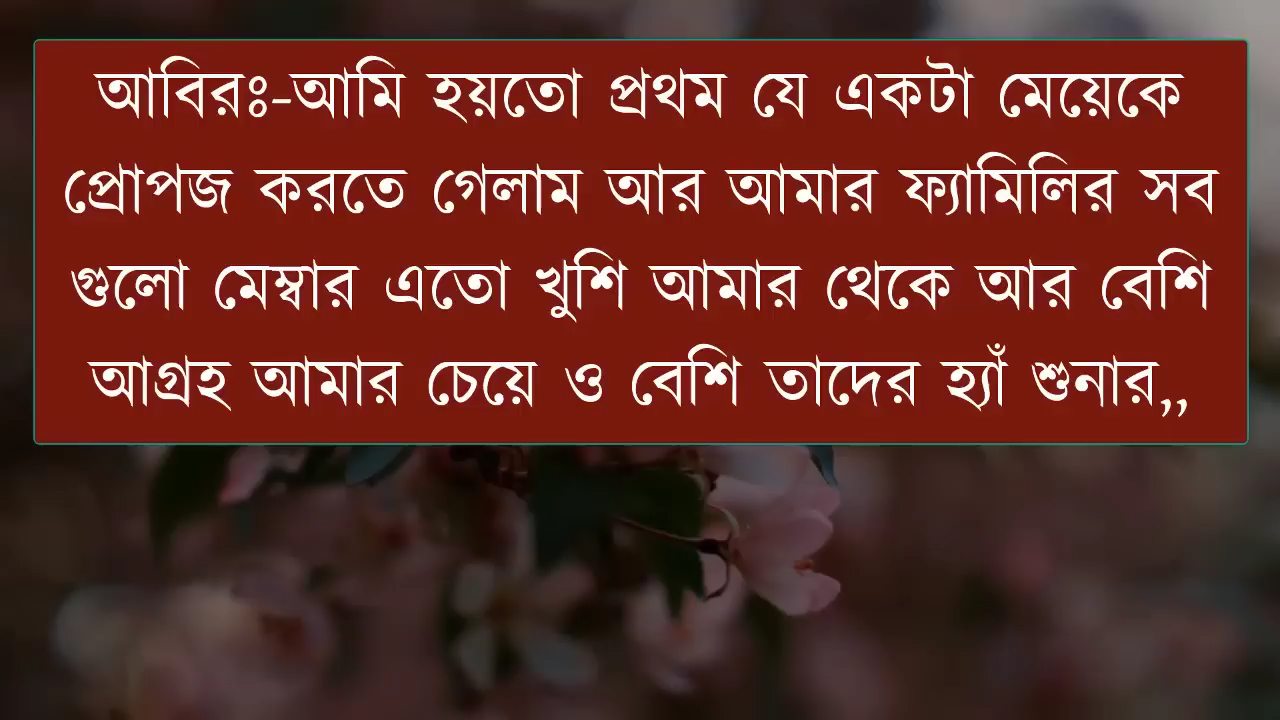 আবিরঃ-আমি হয়তো প্রথম যে একটা মেয়েকে
প্রোপজ করতে গেলাম আর আমার ফ্যামিলির সব
গুলো মেম্বার এতো খুশি আমার থেকে আর বেশি
আগ্রহ আমার চেয়ে ও বেশি তাদের হ্যাঁ শুনার,,